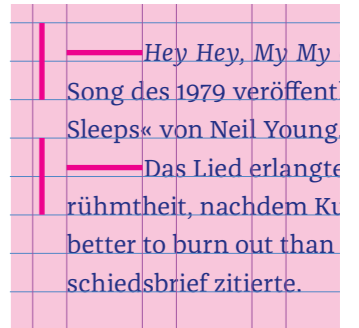 Hey Hey, My My
Song des 1979 veröffentl
Sleeps« von Neil Young.
Das Lied erlangte
rühmtheit, nachdem Ku
better to burn out than
schiedsbrief zitierte.